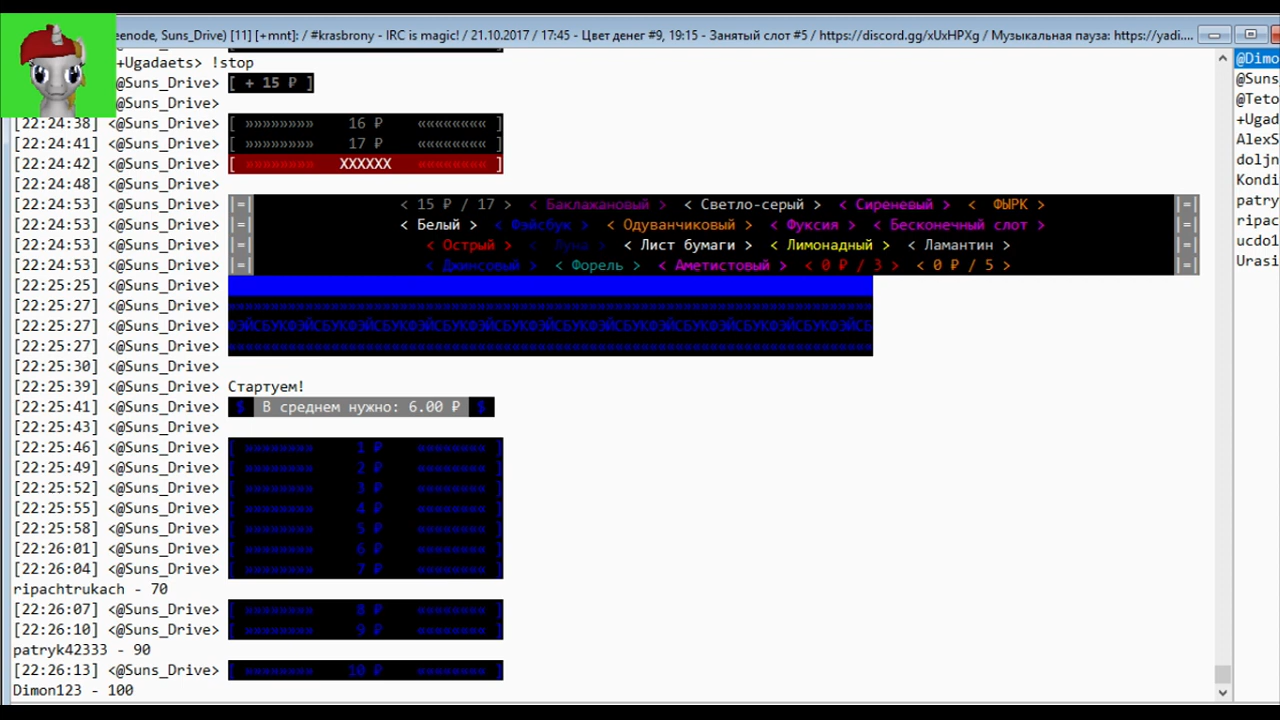 eenode, Suns_Drive) [11] [+mnt]: / #krasbrony - IRC is magic! / 21.10.2017 / 17:45 - Цвет денег #9, 19:15 - Занятый слот #5 / https://discord.gg/xUxHPXg / Музыкальная пауза: https://yadi....
+Ugadaets> !stop
@Suns_Drive> [ + 15 ₽ ]
@Suns_Drive>
[22:24:38] <@Suns_Drive> [ »»»»»»»» 16 ₽ «««««««« ]
[22:24:41] <@Suns_Drive> [ »»»»»»»» 17 ₽ «««««««« ]
[22:24:42] <@Suns_Drive> [ »»»»»»»» XXXXXX «««««««« ]
[22:24:48] <@Suns_Drive>
[22:24:53] <@Suns_Drive> |=| < 15 ₽ / 17 > < Баклажановый > < Светло-серый > < Сиреневый > < ФЫРК > |=|
[22:24:53] <@Suns_Drive> |=| < Белый > < Фэйсбук > < Одуванчиковый > < Фуксия > < Бесконечный слот > |=|
[22:24:53] <@Suns_Drive> |=| < Острый > < Луна > < Лист бумаги > < Лимонадный > < Ламантин > |=|
[22:24:53] <@Suns_Drive> |=| < Джинсовый > < Форель > < Аметистовый > < 0 ₽ / 3 > < 0 ₽ / 5 > |=|
[22:25:25] <@Suns_Drive>
[22:25:27] <@Suns_Drive> »»»»»»»»»»»»»»»»»»»»»»»»»»»»»»»»»»»»»»»»»»»»»»»»»»»»»»»»»»»»»»»»»»»»»»»»»»»
[22:25:27] <@Suns_Drive> ФЭЙСБУКФЭЙСБУКФЭЙСБУКФЭЙСБУКФЭЙСБУКФЭЙСБУКФЭЙСБУКФЭЙСБУКФЭЙСБУКФЭЙСБУКФЭЙСБ
[22:25:27] <@Suns_Drive> «««««««««««««««««««««««««««««««««««««««««««««««««««««««««««««««««««««««««««
[22:25:30] <@Suns_Drive>
[22:25:39] <@Suns_Drive> Стартуем!
[22:25:41] <@Suns_Drive> $ В среднем нужно: 6.00 ₽ $
[22:25:43] <@Suns_Drive>
[22:25:46] <@Suns_Drive> [ »»»»»»»» 1 ₽ «««««««« ]
[22:25:49] <@Suns_Drive> [ »»»»»»»» 2 ₽ «««««««« ]
[22:25:52] <@Suns_Drive> [ »»»»»»»» 3 ₽ «««««««« ]
[22:25:55] <@Suns_Drive> [ »»»»»»»» 4 ₽ «««««««« ]
[22:25:58] <@Suns_Drive> [ »»»»»»»» 5 ₽ «««««««« ]
[22:26:01] <@Suns_Drive> [ »»»»»»»» 6 ₽ «««««««« ]
[22:26:04] <@Suns_Drive> [ »»»»»»»» 7 ₽ «««««««« ]
ripachtrukach - 70
[22:26:07] <@Suns_Drive> [ »»»»»»»» 8 ₽ «««««««« ]
[22:26:10] <@Suns_Drive> [ »»»»»»»» 9 ₽ «««««««« ]
patryk42333 - 90
[22:26:13] <@Suns_Drive> [ »»»»»»»» 10 ₽ «««««««« ]
Dimon123 - 100
@Dimo
@Suns
@Teto
+Ugad
AlexS
doljn
Kondi
patry
ripac
ucdo1
Urasi